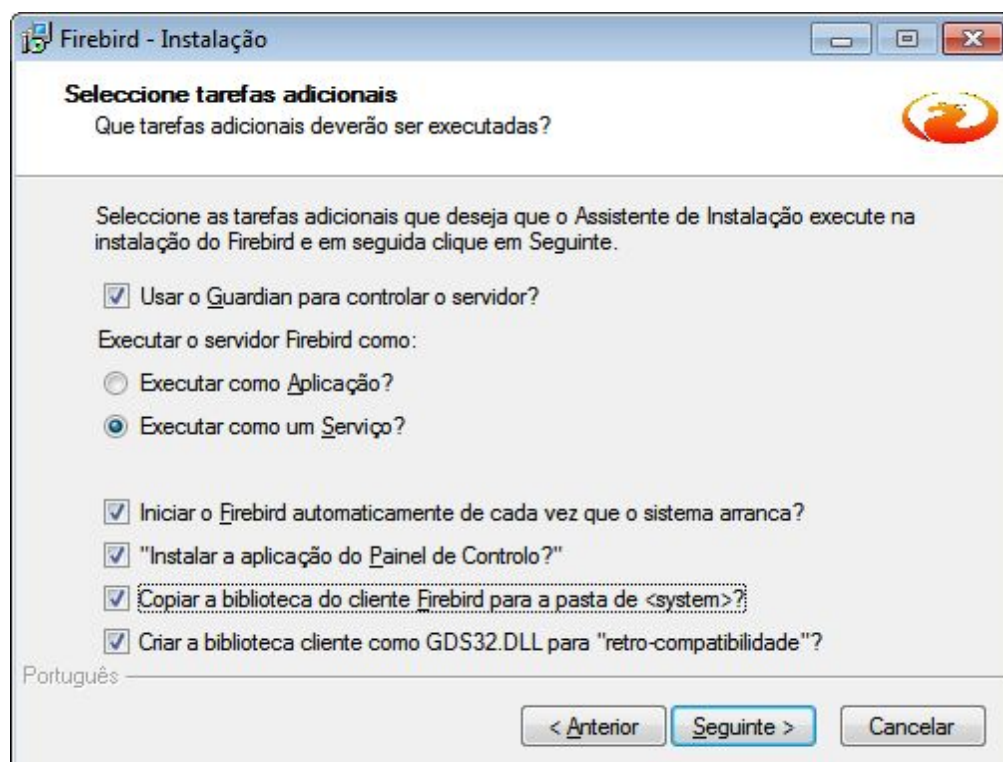 Firebird - Instalação
Seleccione tarefas adicionais
Que tarefas adicionais deverão ser executadas?
Seleccione as tarefas adicionais que deseja que o Assistente de Instalação execute na
instalação do Firebird e em seguida clique em Seguinte.
Usar o Guardian para controlar o servidor?
Executar o servidor Firebird como:
Executar como Aplicação?
Executar como um Serviço?
Iniciar o Firebird automaticamente de cada vez que o sistema arranca?
"Instalar a aplicação do Painel de Controlo?"
Copiar a biblioteca do cliente Firebird para a pasta de <system>?
Criar a biblioteca cliente como GDS32.DLL para "retro-compatibilidade"?
Português
< Anterior
Seguinte >
Cancelar